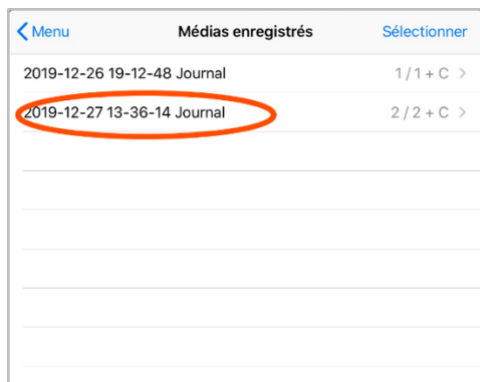 Menu Médias enregistrés Sélectionner
2019-12-26 19-12-48 Journal 1 / 1 + C >
2019-12-27 13-36-14 Journal 2 / 2 + C >